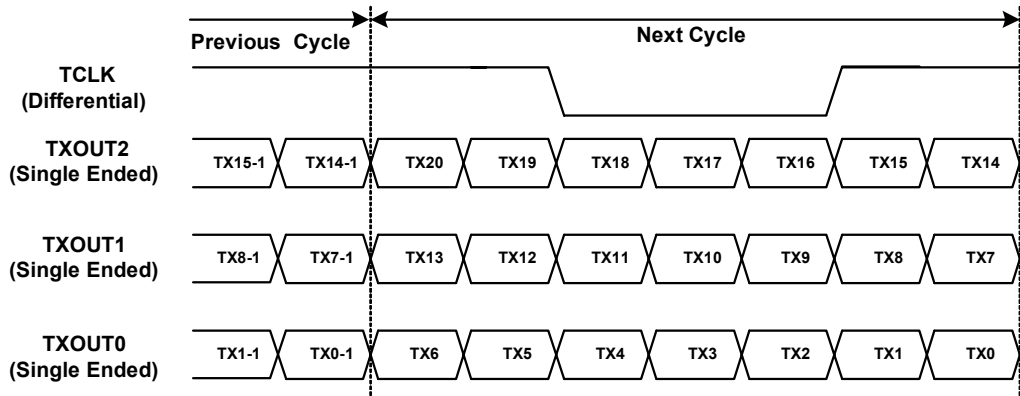 Previous Cycle
Next Cycle
TCLK
(Differential)
TXOUT2
(Single Ended)
TX15-1 TX14-1 TX20 TX19 TX18 TX17 TX16 TX15 TX14
TXOUT1
(Single Ended)
TX8-1 TX7-1 TX13 TX12 TX11 TX10 TX9 TX8 TX7
TXOUT0
(Single Ended)
TX1-1 TX0-1 TX6 TX5 TX4 TX3 TX2 TX1 TX0